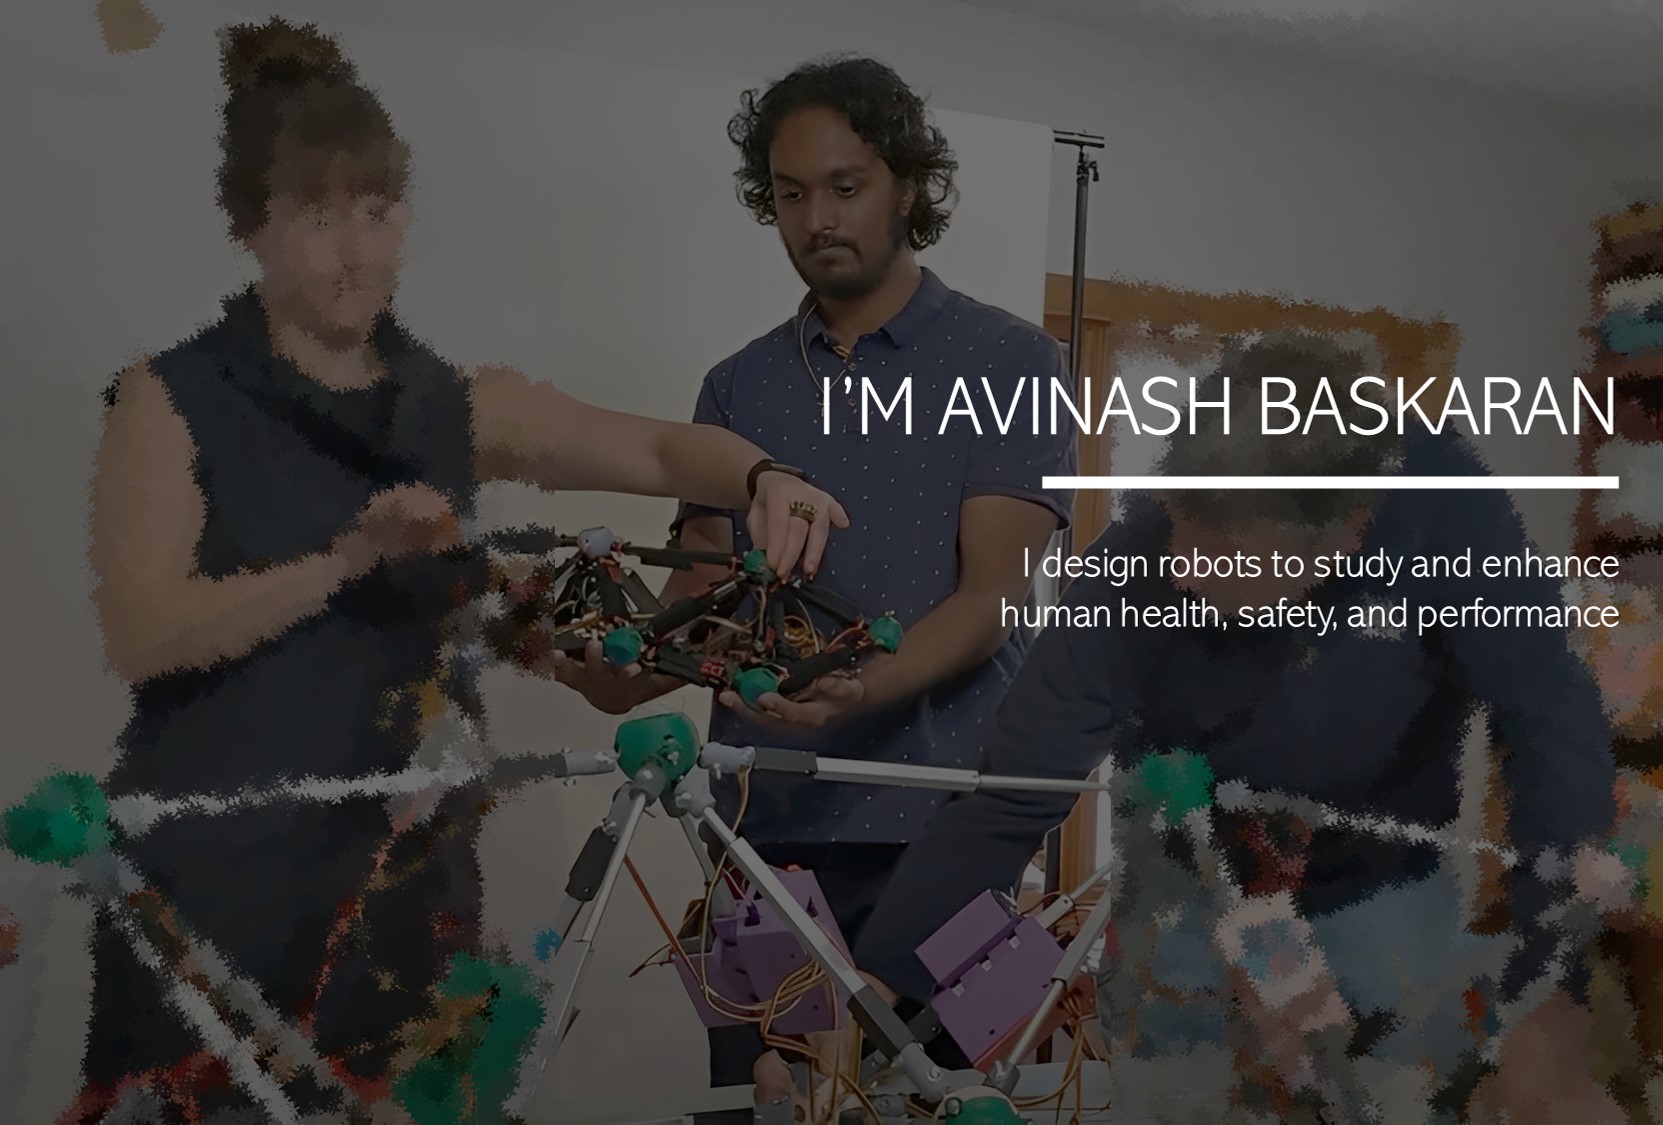 I'M AVINASH BASKARAN
I design robots to study and enhance
human health, safety, and performance